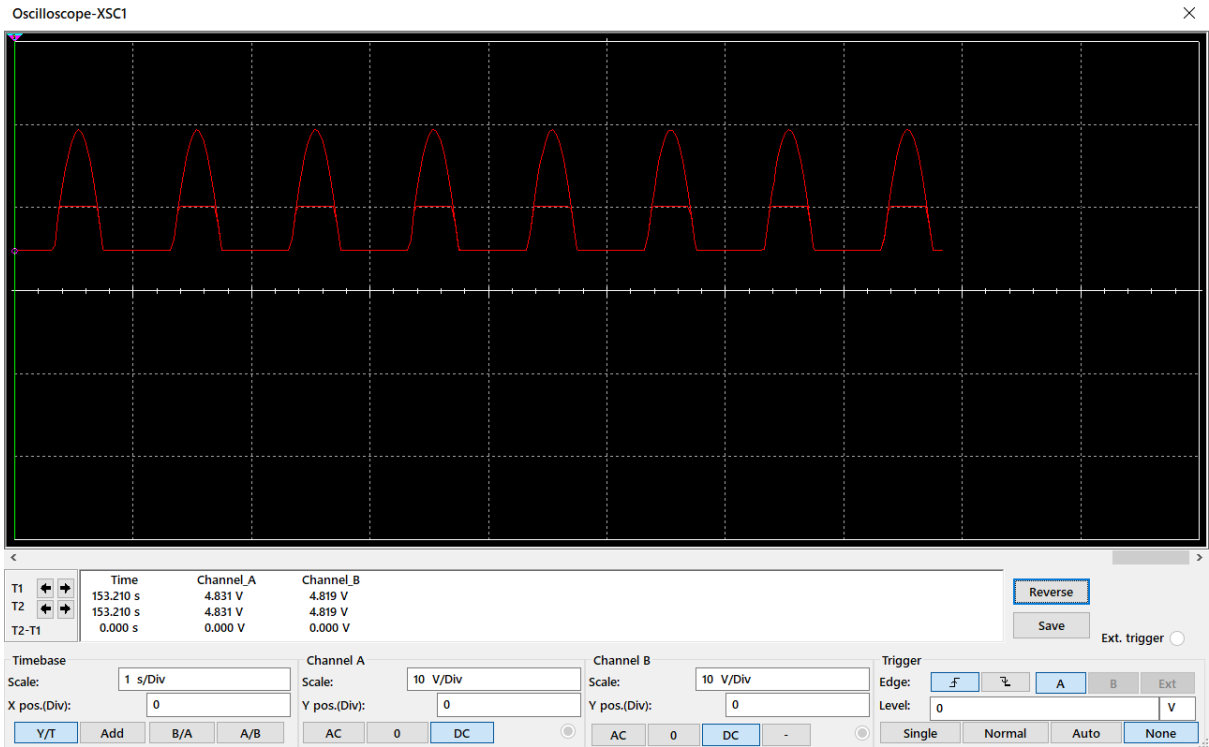 Oscilloscope-XSC1
Time Channel_A Channel_B
T1 153.210 s 4.831 V 4.819 V
T2 153.210 s 4.831 V 4.819 V
T2-T1 0.000 s 0.000 V 0.000 V
Reverse
Save
Ext. trigger
Timebase
Scale: 1 s/Div
X pos.(Div): 0
Y/T Add B/A A/B
Channel A
Scale: 10 V/Div
Y pos.(Div): 0
AC 0 DC
Channel B
Scale: 10 V/Div
Y pos.(Div): 0
AC 0 DC -
Trigger
Edge: A B Ext
Level: 0 V
Single Normal Auto None